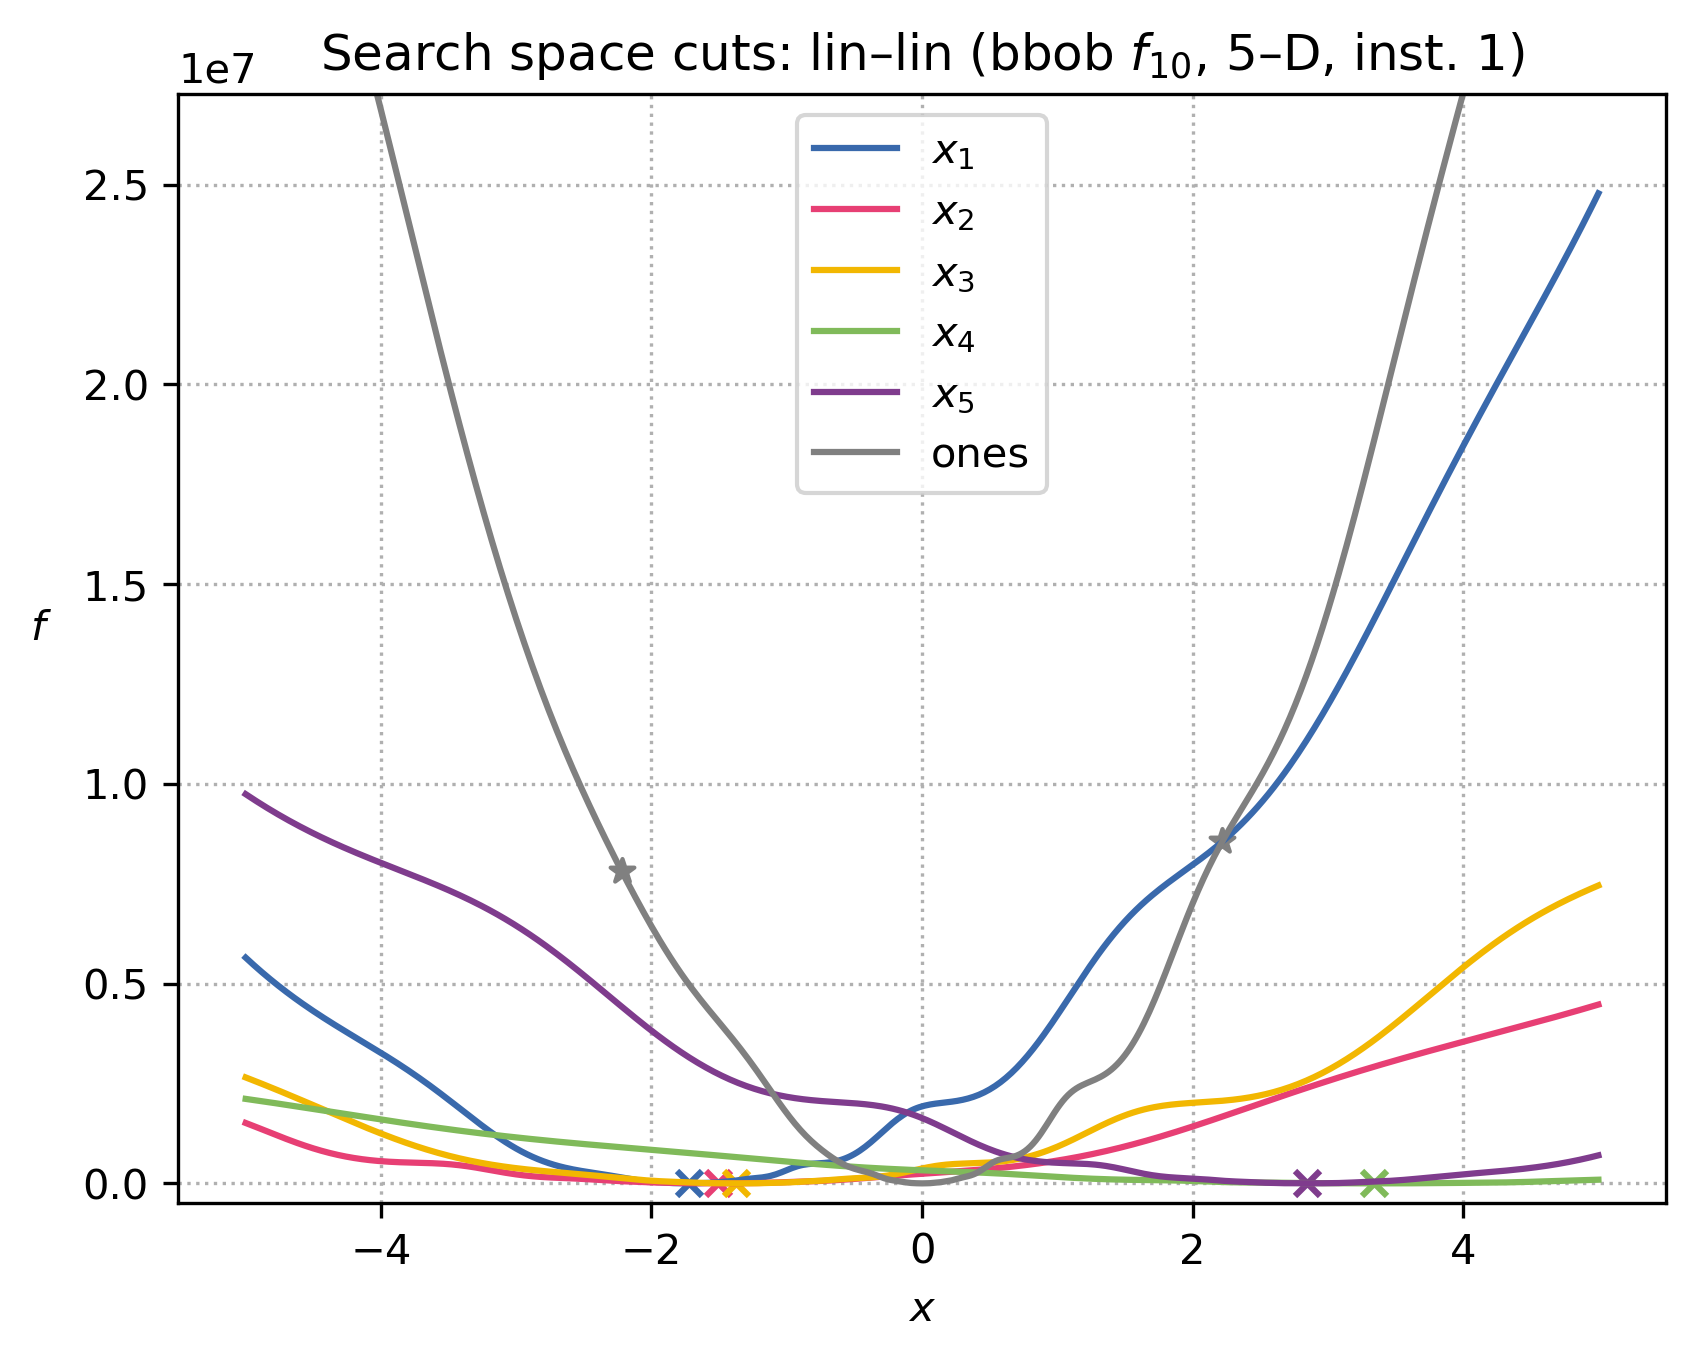 Search space cuts: lin–lin (bbob f10, 5–D, inst. 1)
1e7
2.5
2.0
1.5
1.0
0.5
0.0
f
x1
x2
x3
x4
x5
ones
−4
−2
0
2
4
x